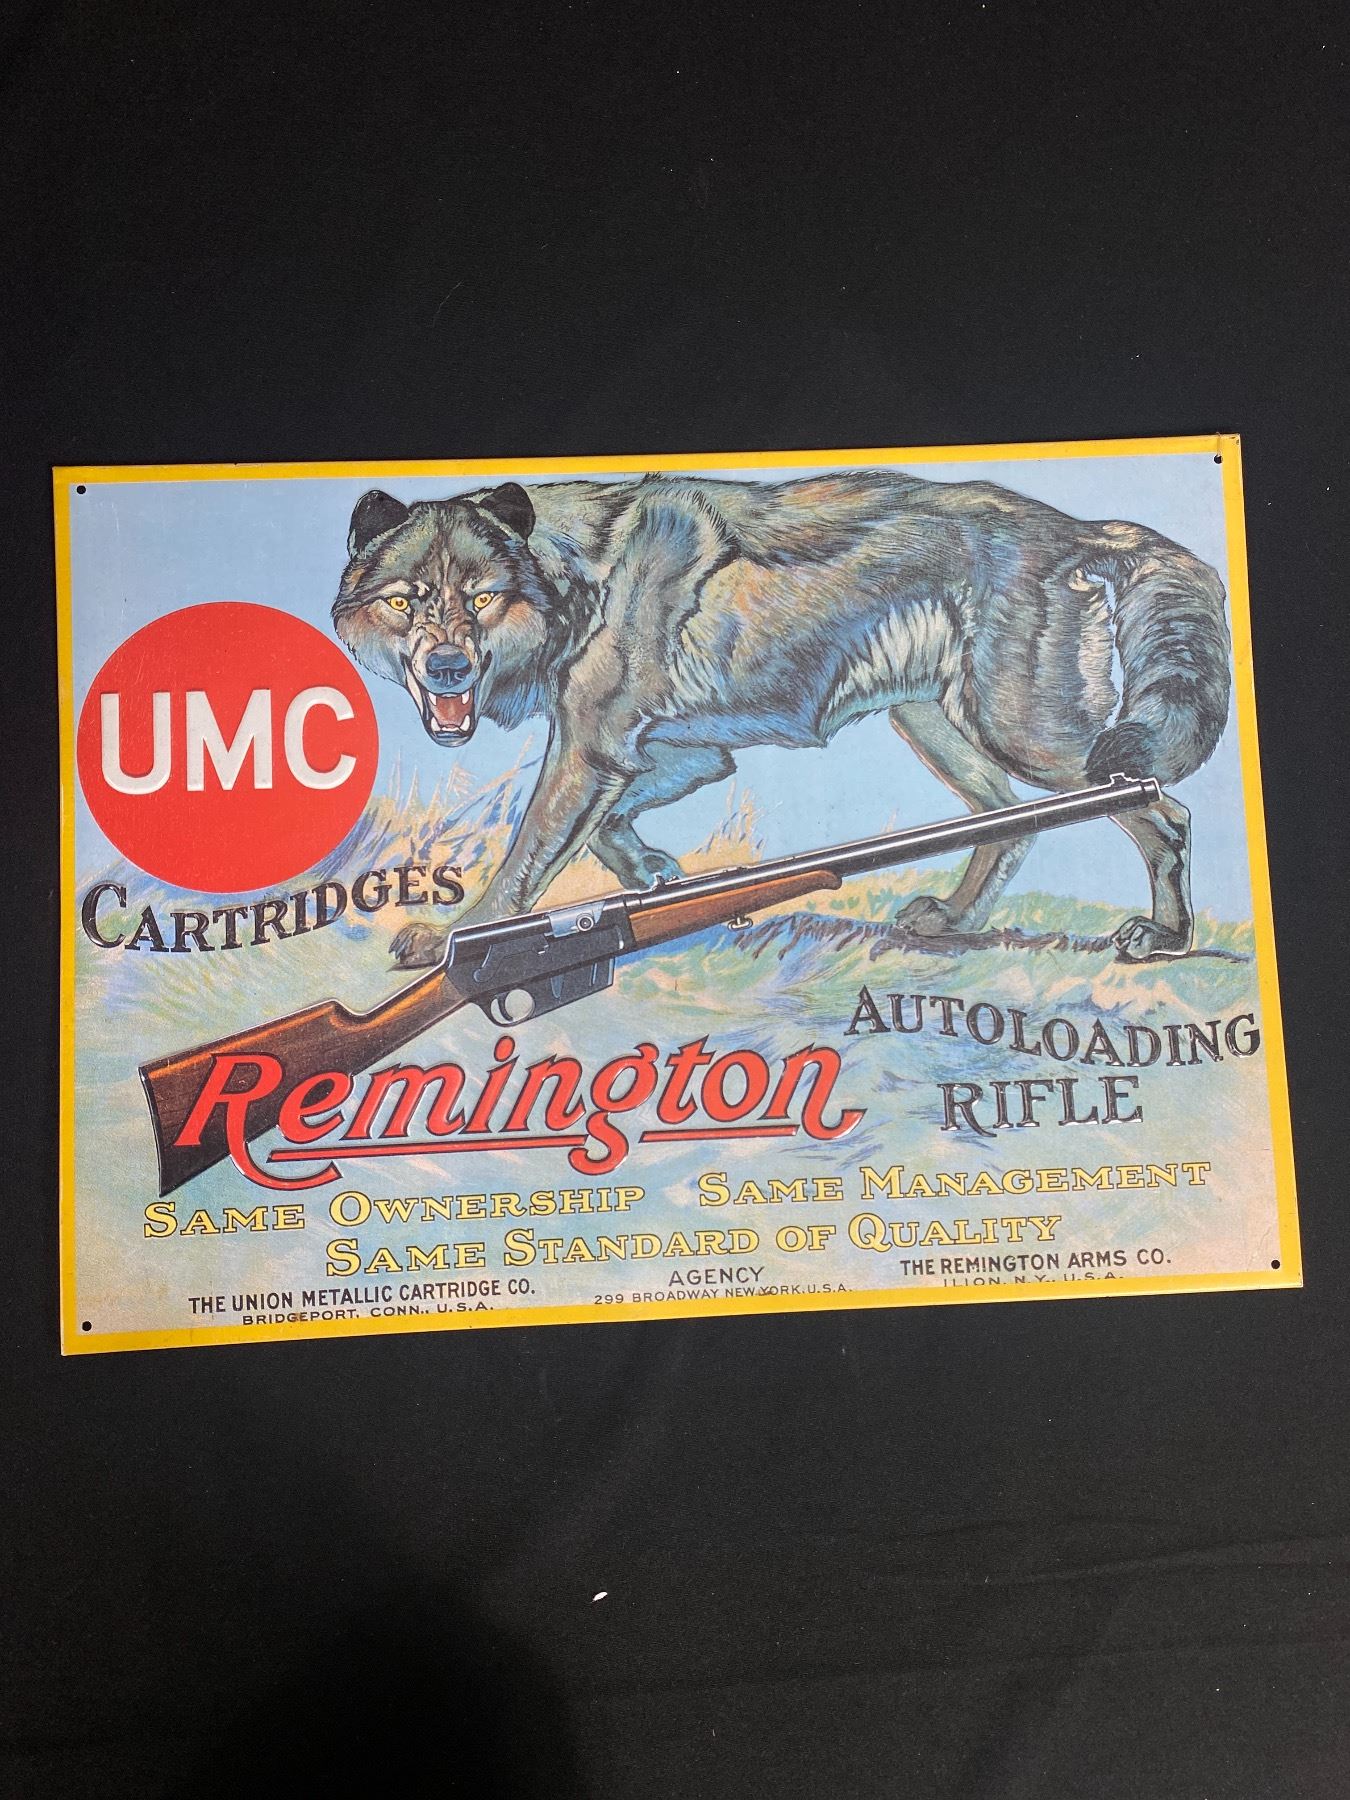 UMC
CARTRIDGES
AUTOLOADING
RIFLE
Remington
SAME OWNERSHIP SAME MANAGEMENT
SAME STANDARD OF QUALITY
THE UNION METALLIC CARTRIDGE CO.
BRIDGEPORT, CONN., U.S.A.
AGENCY
299 BROADWAY NEW YORK. U.S.A.
THE REMINGTON ARMS CO.
ILION, N.Y., U.S.A.